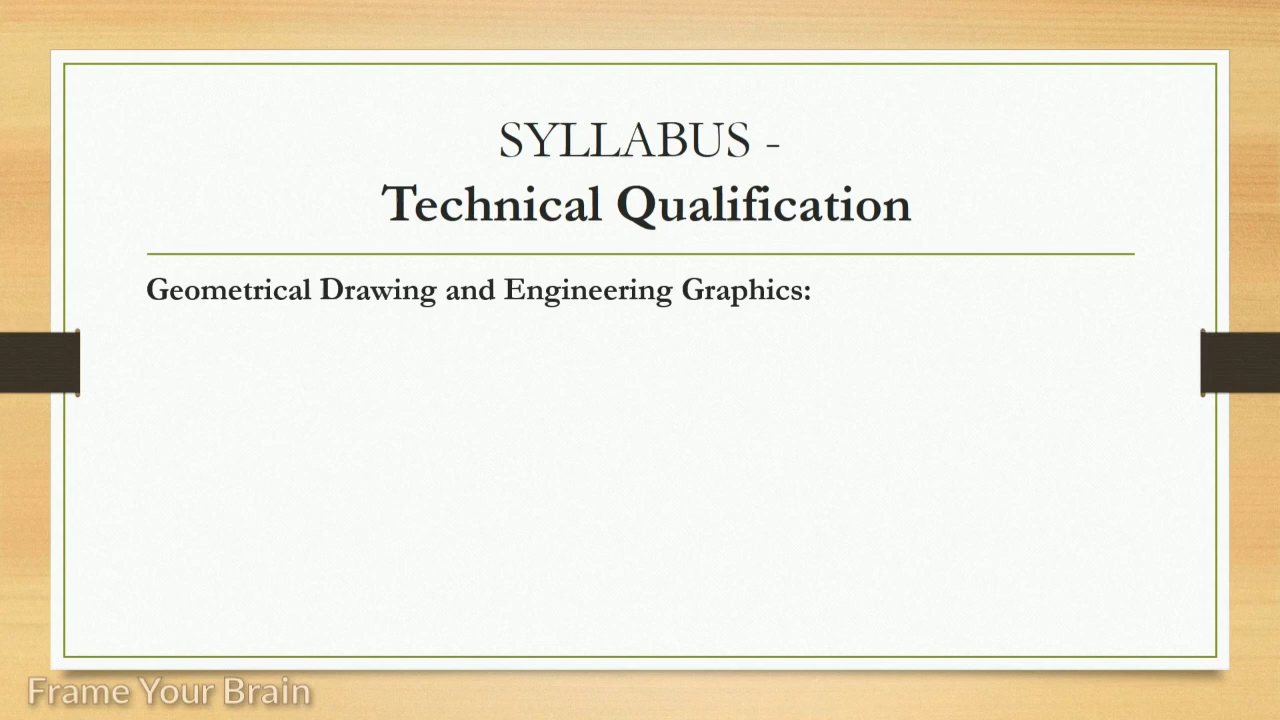 SYLLABUS -
Technical Qualification
Geometrical Drawing and Engineering Graphics:
Frame Your Brain